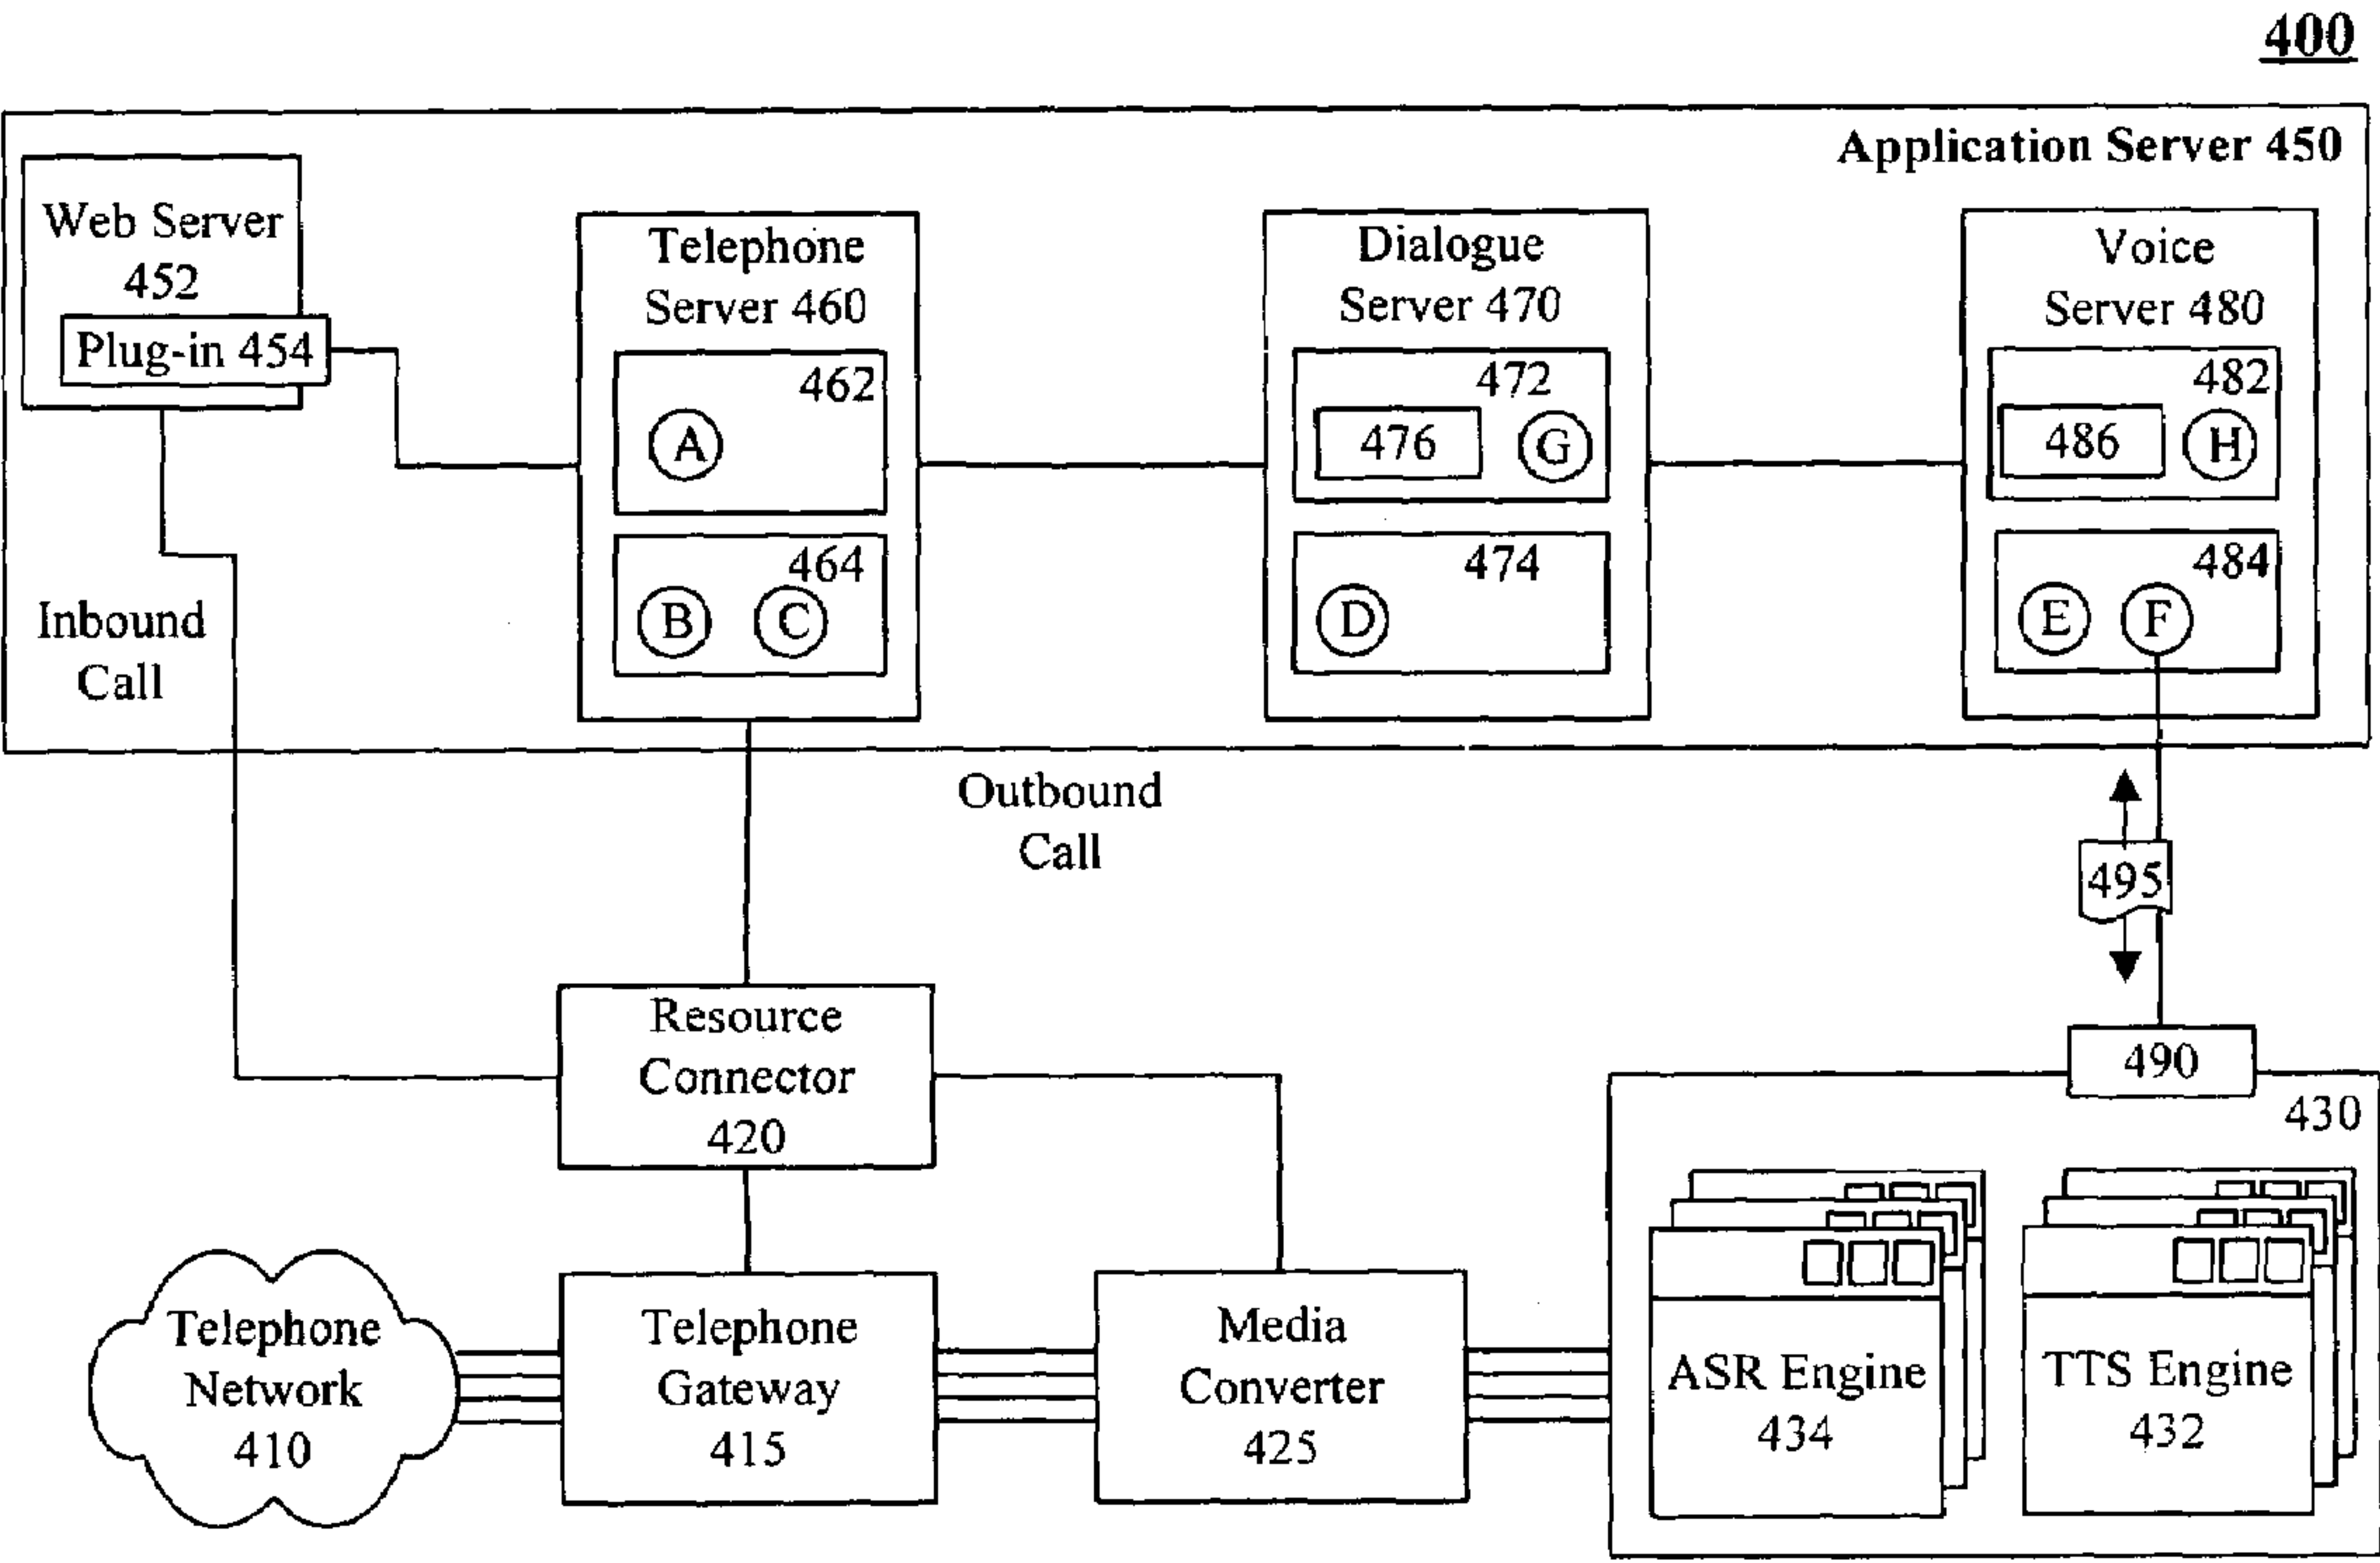 400
Application Server 450
Web Server
452
Plug-in 454
Telephone
Server 460
462
A
464
B C
Dialogue
Server 470
472
476 G
474
D
Voice
Server 480
482
486 H
484
E F
Inbound
Call
Outbound
Call
495
Resource
Connector
420
490
430
Telephone
Network
410
Telephone
Gateway
415
Media
Converter
425
ASR Engine
434
TTS Engine
432